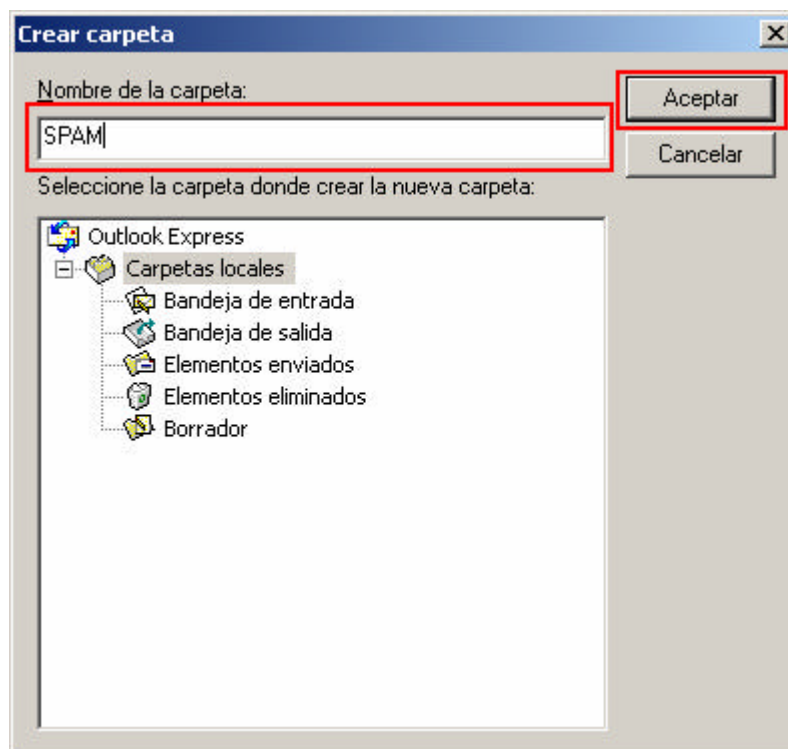 Crear carpeta
Nombre de la carpeta:
Aceptar
SPAM
Cancelar
Seleccione la carpeta donde crear la nueva carpeta:
Outlook Express
Carpetas locales
Bandeja de entrada
Bandeja de salida
Elementos enviados
Elementos eliminados
Borrador